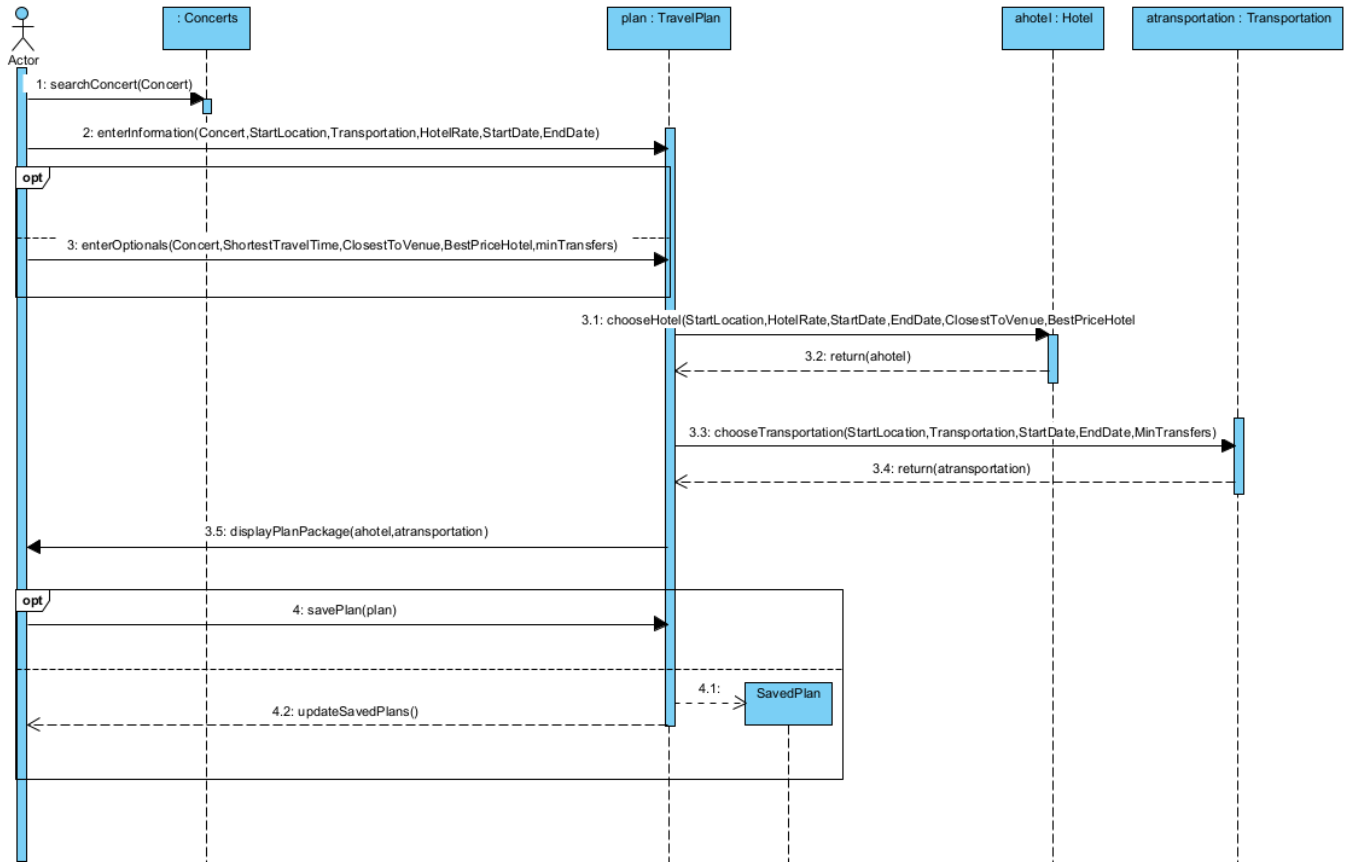 : Concerts
plan : TravelPlan
ahotel : Hotel
atransportation : Transportation
Actor
1: searchConcert(Concert)
2: enterInformation(Concert,StartLocation,Transportation,HotelRate,StartDate,EndDate)
opt
3: enterOptionals(Concert,ShortestTravelTime,ClosestToVenue,BestPriceHotel,minTransfers)
3.1: chooseHotel(StartLocation,HotelRate,StartDate,EndDate,ClosestToVenue,BestPriceHotel
3.2: return(ahotel)
3.3: chooseTransportation(StartLocation,Transportation,StartDate,EndDate,MinTransfers)
3.4: return(atransportation)
3.5: displayPlanPackage(ahotel,atransportation)
opt
4: savePlan(plan)
4.1:
SavedPlan
4.2: updateSavedPlans()